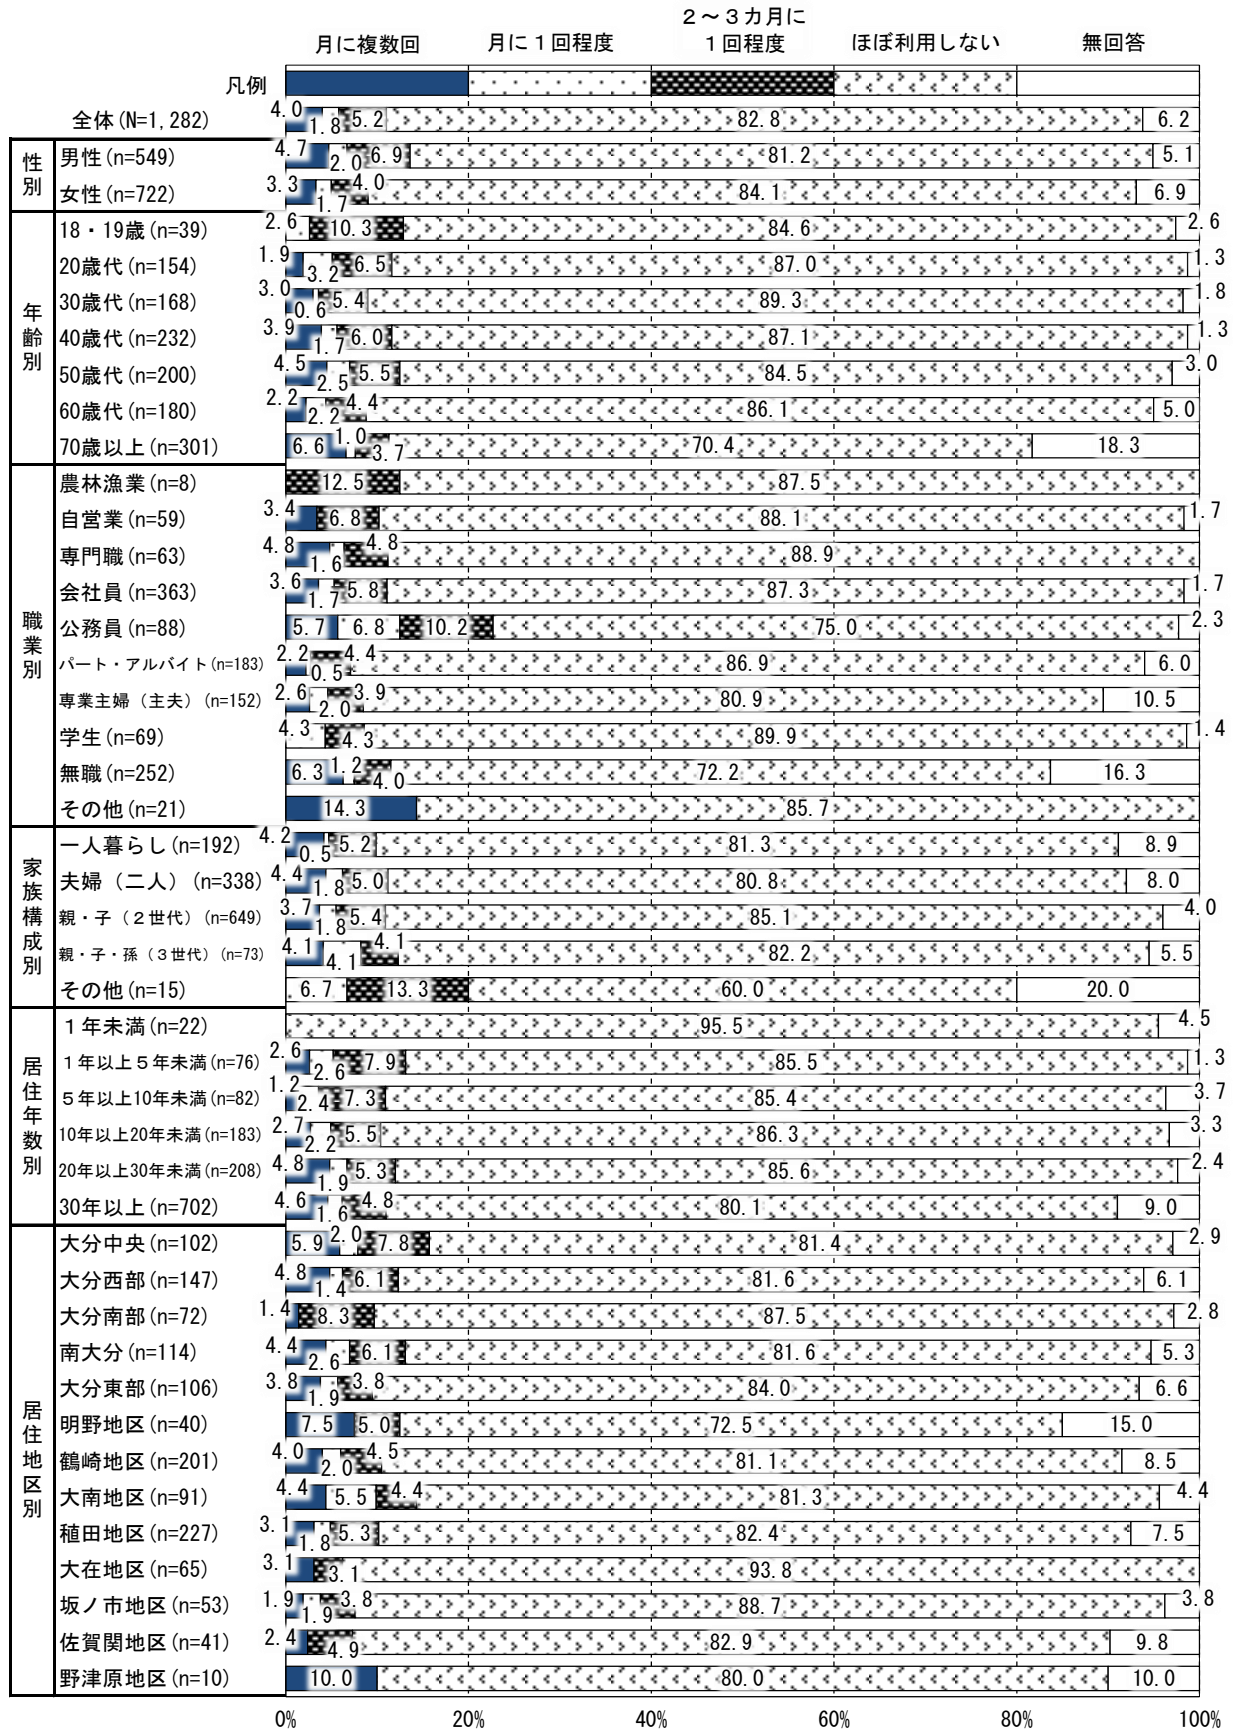 月に複数回 月に１回程度 ２～３カ月に１回程度 ほぼ利用しない 無回答
凡例
全体(N=1,282) 4.0 1.8 5.2 82.8 6.2
性別
男性(n=549) 4.7 2.0 6.9 81.2 5.1
女性(n=722) 3.3 1.7 4.0 84.1 6.9
年齢別
18・19歳(n=39) 2.6 10.3 84.6 2.6
20歳代(n=154) 1.9 3.2 6.5 87.0 1.3
30歳代(n=168) 3.0 0.6 5.4 89.3 1.8
40歳代(n=232) 3.9 1.7 6.0 87.1 1.3
50歳代(n=200) 4.5 2.5 5.5 84.5 3.0
60歳代(n=180) 2.2 2.2 4.4 86.1 5.0
70歳以上(n=301) 6.6 1.0 3.7 70.4 18.3
職業別
農林漁業(n=8) 12.5 87.5
自営業(n=59) 3.4 6.8 88.1 1.7
専門職(n=63) 4.8 1.6 4.8 88.9
会社員(n=363) 3.6 1.7 5.8 87.3 1.7
公務員(n=88) 5.7 6.8 10.2 75.0 2.3
パート・アルバイト(n=183) 2.2 0.5 4.4 86.9 6.0
専業主婦（主夫）(n=152) 2.6 2.0 3.9 80.9 10.5
学生(n=69) 4.3 4.3 89.9 1.4
無職(n=252) 6.3 1.2 4.0 72.2 16.3
その他(n=21) 14.3 85.7
家族構成別
一人暮らし(n=192) 4.2 0.5 5.2 81.3 8.9
夫婦（二人）(n=338) 4.4 1.8 5.0 80.8 8.0
親・子（２世代）(n=649) 3.7 1.8 5.4 85.1 4.0
親・子・孫（３世代）(n=73) 4.1 4.1 4.1 82.2 5.5
その他(n=15) 6.7 13.3 60.0 20.0
居住年数別
１年未満(n=22) 95.5 4.5
１年以上５年未満(n=76) 2.6 2.6 7.9 85.5 1.3
５年以上10年未満(n=82) 1.2 2.4 7.3 85.4 3.7
10年以上20年未満(n=183) 2.7 2.2 5.5 86.3 3.3
20年以上30年未満(n=208) 4.8 1.9 5.3 85.6 2.4
30年以上(n=702) 4.6 1.6 4.8 80.1 9.0
居住地区別
大分中央(n=102) 5.9 2.0 7.8 81.4 2.9
大分西部(n=147) 4.8 1.4 6.1 81.6 6.1
大分南部(n=72) 1.4 8.3 87.5 2.8
南大分(n=114) 4.4 2.6 6.1 81.6 5.3
大分東部(n=106) 3.8 1.9 3.8 84.0 6.6
明野地区(n=40) 7.5 5.0 72.5 15.0
鶴崎地区(n=201) 4.0 2.0 4.5 81.1 8.5
大南地区(n=91) 4.4 5.5 4.4 81.3 4.4
稙田地区(n=227) 3.1 1.8 5.3 82.4 7.5
大在地区(n=65) 3.1 3.1 93.8
坂ノ市地区(n=53) 1.9 1.9 3.8 88.7 3.8
佐賀関地区(n=41) 2.4 4.9 82.9 9.8
野津原地区(n=10) 10.0 80.0 10.0
0% 20% 40% 60% 80% 100%